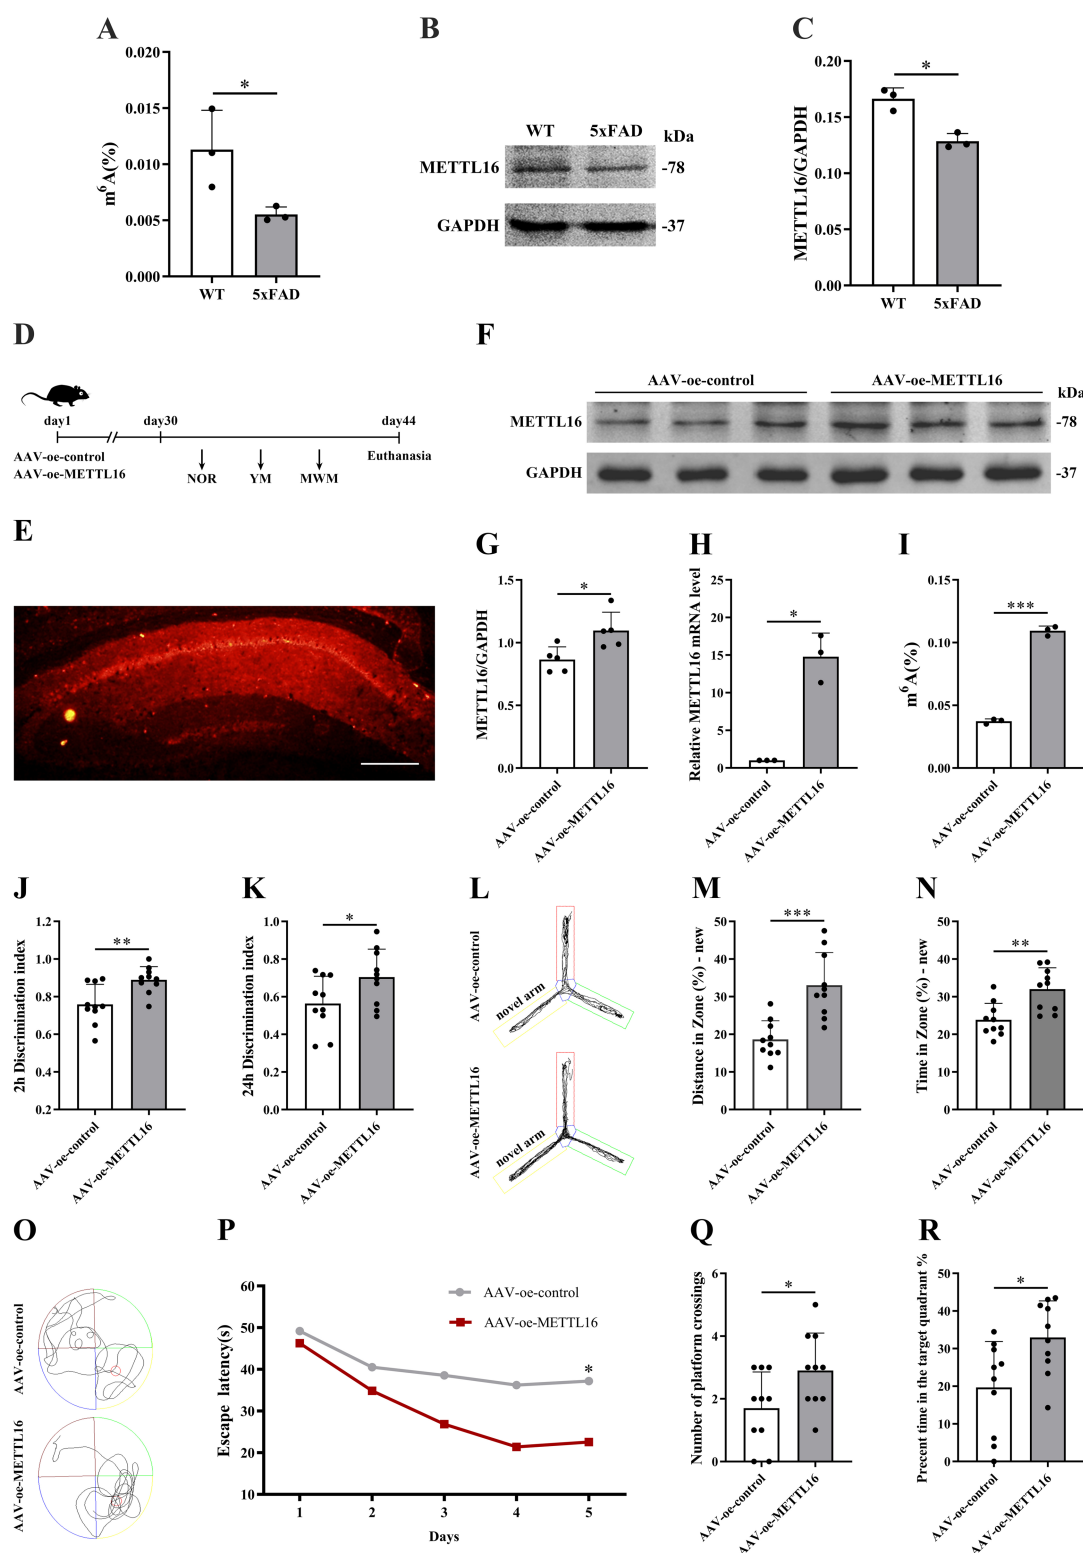 A
0.020
0.015
0.010
0.005
0.000
m6A(%)
*
WT
5xFAD
B
WT
5xFAD
kDa
METTL16
-78
GAPDH
-37
C
0.20
0.15
0.10
0.05
0.00
METTL16/GAPDH
*
WT
5xFAD
D
day1
day30
day44
AAV-oe-control
AAV-oe-METTL16
NOR
YM
MWM
Euthanasia
F
AAV-oe-control
AAV-oe-METTL16
kDa
METTL16
-78
GAPDH
-37
E
G
1.5
1.0
0.5
0.0
METTL16/GAPDH
*
AAV-oe-control
AAV-oe-METTL16
H
25
20
15
10
5
0
Relative METTL16 mRNA level
*
AAV-oe-control
AAV-oe-METTL16
I
0.15
0.10
0.05
0.00
m6A(%)
***
AAV-oe-control
AAV-oe-METTL16
J
1.2
1.0
0.8
0.6
0.4
0.2
2h Discrimination index
**
AAV-oe-control
AAV-oe-METTL16
K
1.0
0.8
0.6
0.4
0.2
0.0
24h Discrimination index
*
AAV-oe-control
AAV-oe-METTL16
L
AAV-oe-control
novel arm
AAV-oe-METTL16
novel arm
M
50
40
30
20
10
0
Distance in Zone (%) - new
***
AAV-oe-control
AAV-oe-METTL16
N
50
40
30
20
10
0
Time in Zone (%) - new
**
AAV-oe-control
AAV-oe-METTL16
O
AAV-oe-control
AAV-oe-METTL16
P
60
50
40
30
20
10
Escape latency(s)
AAV-oe-control
AAV-oe-METTL16
*
1
2
3
4
5
Days
Q
6
4
2
0
Number of platform crossings
*
AAV-oe-control
AAV-oe-METTL16
R
50
40
30
20
10
0
Precent time in the target quadrant %
*
AAV-oe-control
AAV-oe-METTL16